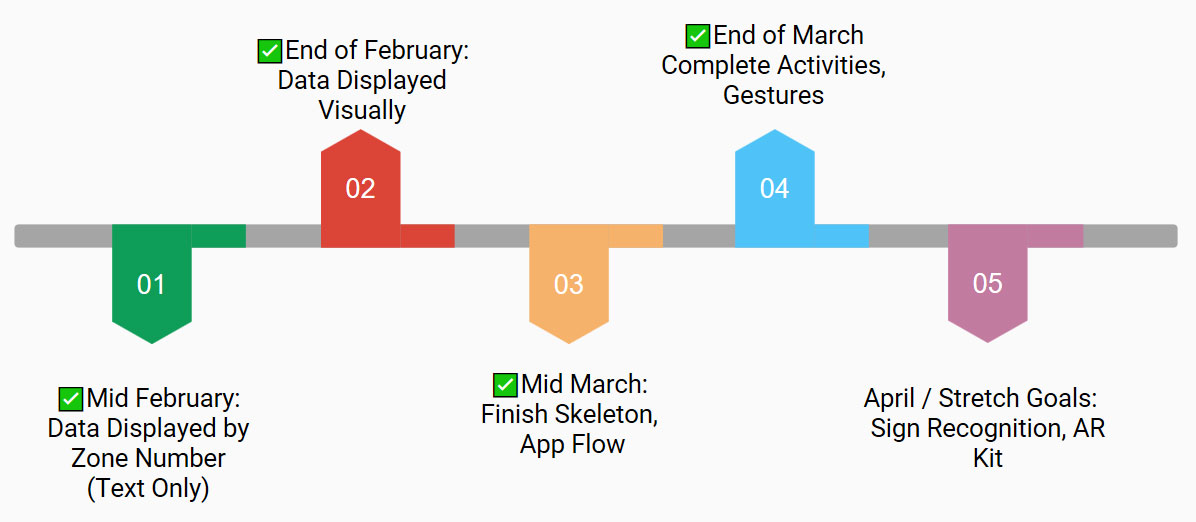 ✅Mid February:
Data Displayed by
Zone Number
(Text Only)
01
✅End of February:
Data Displayed
Visually
02
✅Mid March:
Finish Skeleton,
App Flow
03
✅End of March
Complete Activities,
Gestures
04
April / Stretch Goals:
Sign Recognition, AR
Kit
05